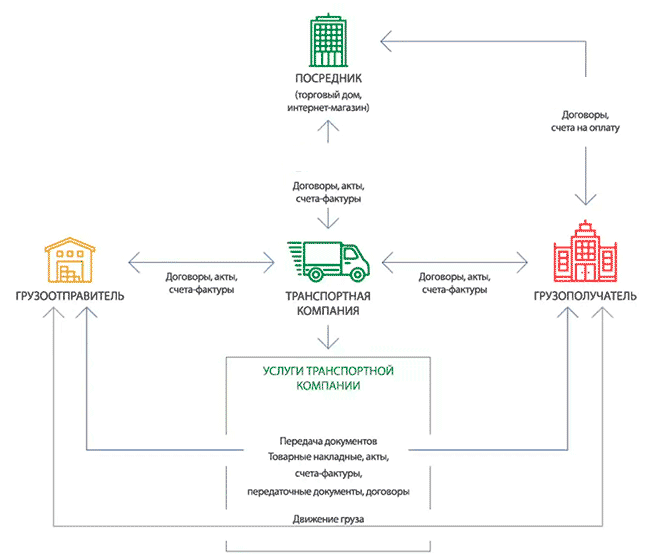 ПОСРЕДНИК
(торговый дом,
интернет-магазин)
Договоры,
счета на оплату
Договоры, акты,
счета-фактуры
Договоры, акты,
счета-фактуры
Договоры, акты,
счета-фактуры
ГРУЗООТПРАВИТЕЛЬ
ТРАНСПОРТНАЯ
КОМПАНИЯ
ГРУЗОПОЛУЧАТЕЛЬ
УСЛУГИ ТРАНСПОРТНОЙ
КОМПАНИИ
Передача документов
Товарные накладные, акты,
счета-фактуры,
передаточные документы, договоры
Движение груза